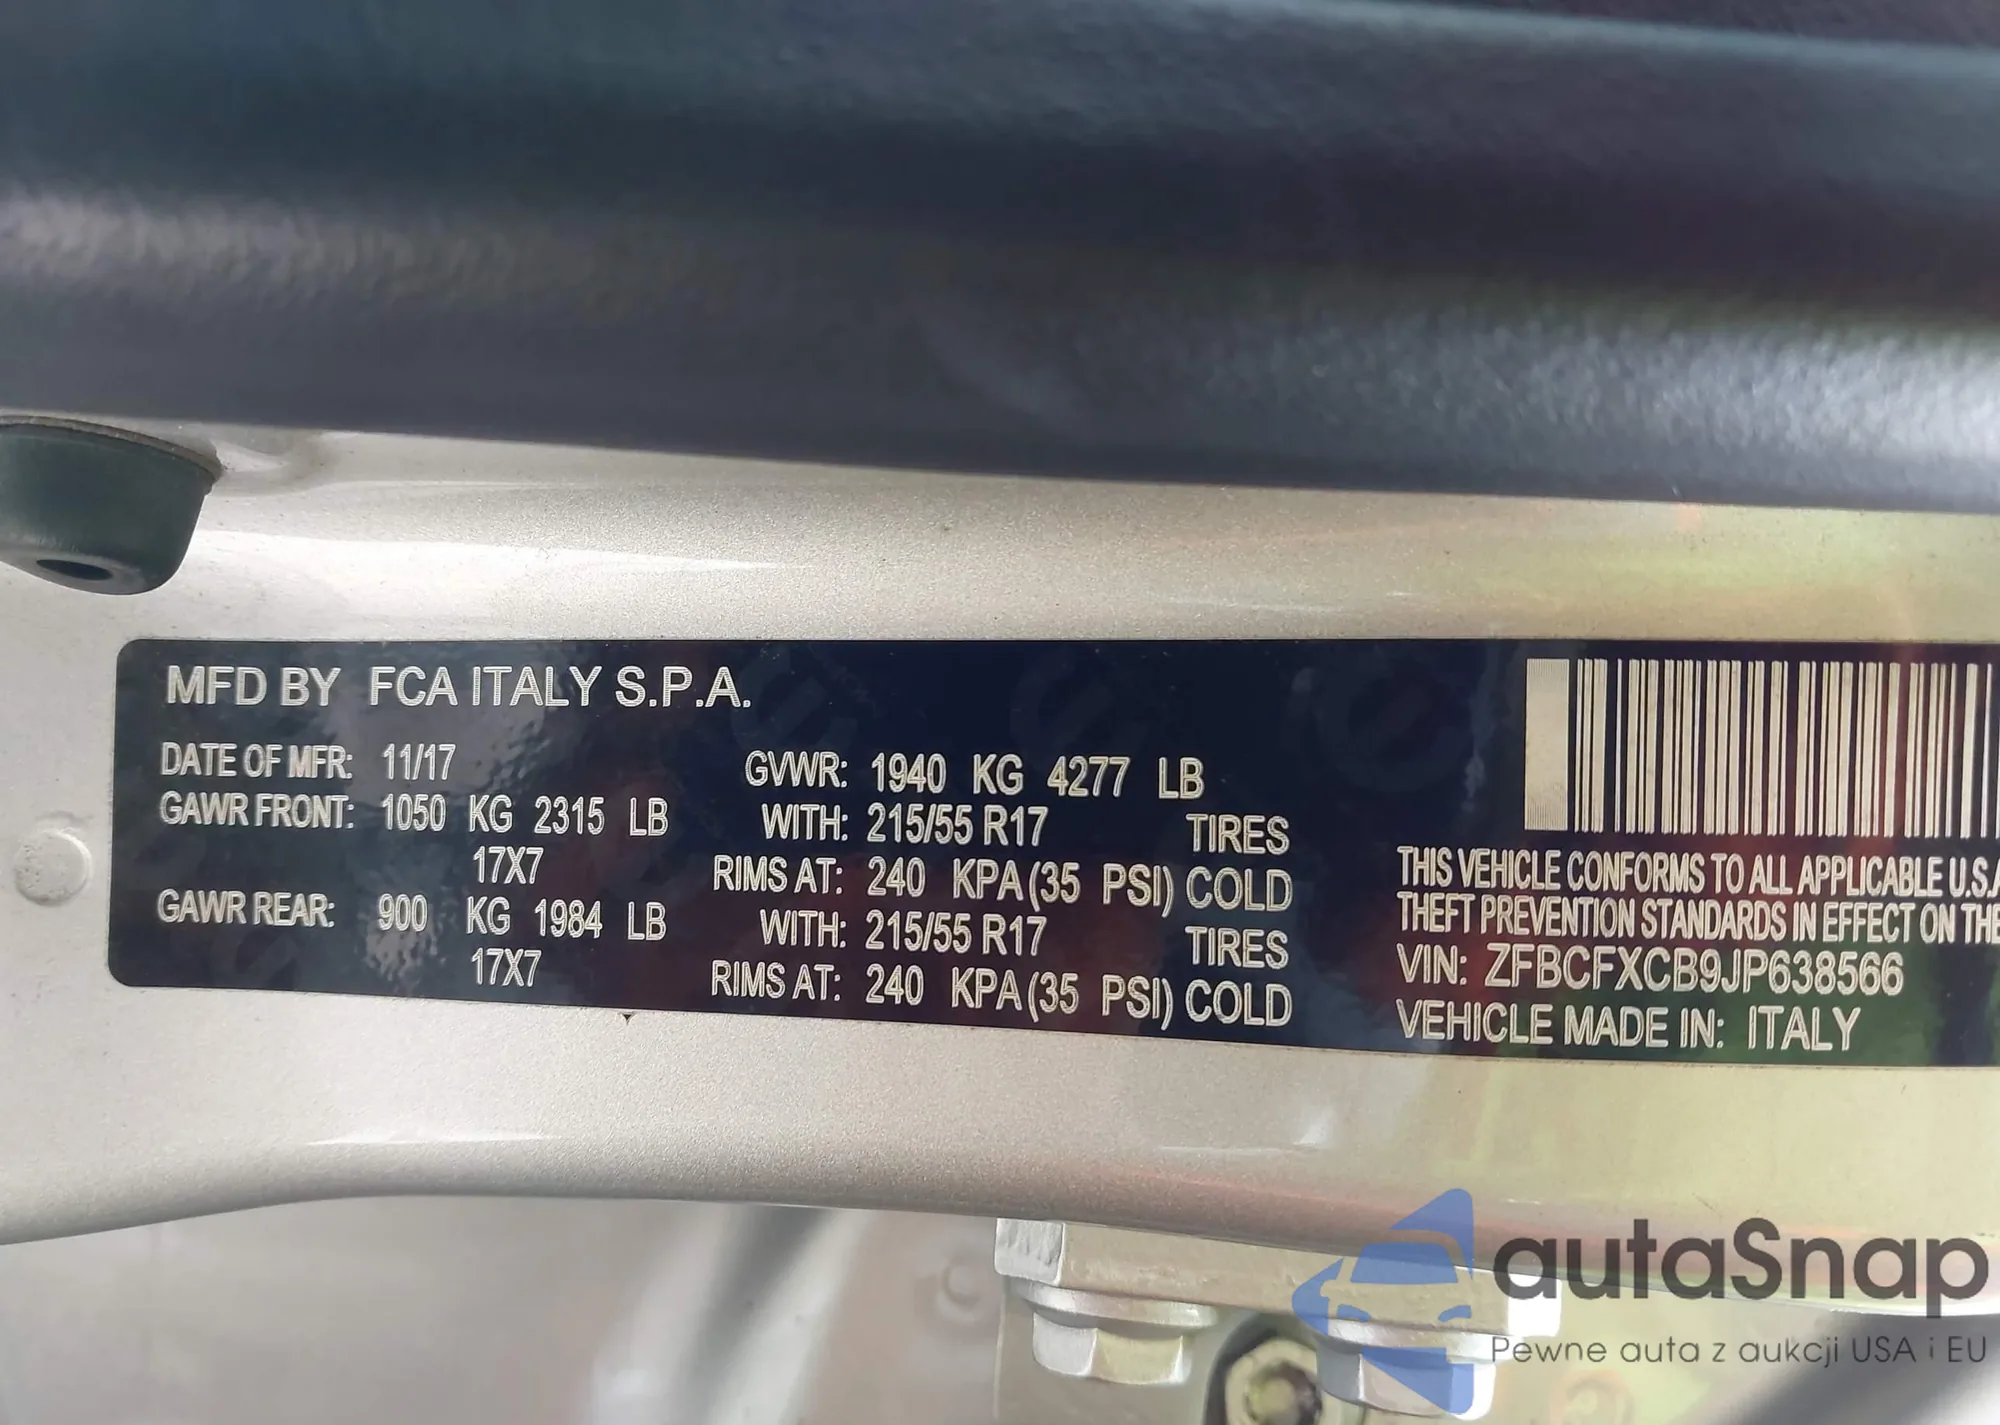 MFD BY FCA ITALY S.P.A.
DATE OF MFR: 11/17 GVWR: 1940 KG 4277 LB
GAWR FRONT: 1050 KG 2315 LB WITH: 215/55 R17 TIRES
17X7 RIMS AT: 240 KPA (35 PSI) COLD
GAWR REAR: 900 KG 1984 LB WITH: 215/55 R17 TIRES
17X7 RIMS AT: 240 KPA (35 PSI) COLD
THIS VEHICLE CONFORMS TO ALL APPLICABLE U.S.A
THEFT PREVENTION STANDARDS IN EFFECT ON THE
VIN: ZFBCFXCB9JP638566
VEHICLE MADE IN: ITALY
autaSnap
Pewne auta z aukcji USA i EU